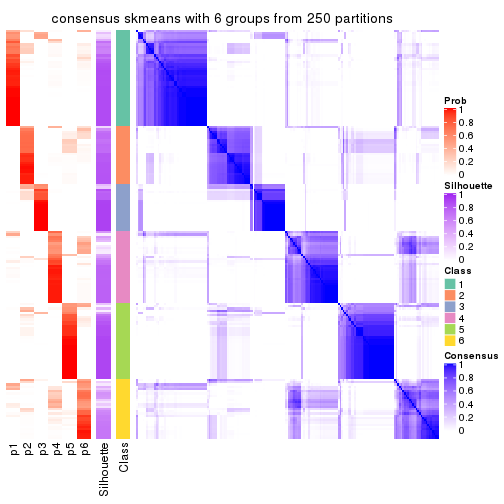 consensus skmeans with 6 groups from 250 partitions
Prob
1
0.8
0.6
0.4
0.2
0
Silhouette
1
0.8
0.6
0.4
0.2
0
Class
1
2
3
4
5
6
Consensus
1
0.8
0.6
0.4
0.2
0
p1
p2
p3
p4
p5
p6
Silhouette
Class